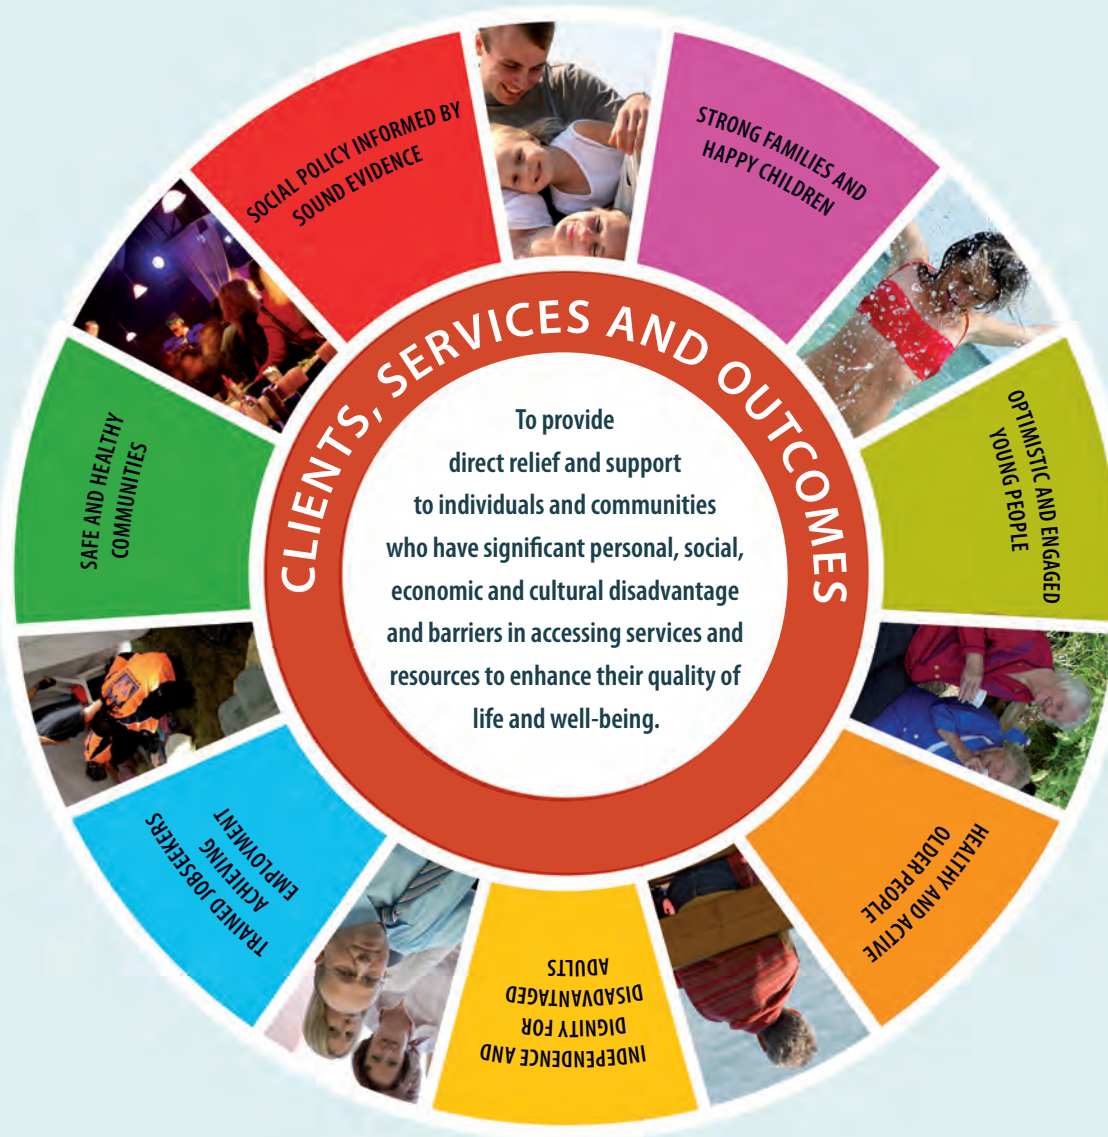 CLIENTS, SERVICES AND OUTCOMES
To provide
direct relief and support
to individuals and communities
who have significant personal, social,
economic and cultural disadvantage
and barriers in accessing services and
resources to enhance their quality of
life and well-being.
STRONG FAMILIES AND
HAPPY CHILDREN
OPTIMISTIC AND ENGAGED
YOUNG PEOPLE
HEALTHY AND ACTIVE
OLDER PEOPLE
INDEPENDENCE AND
DIGNITY FOR
DISADVANTAGED
ADULTS
TRAINED JOBSEEKERS
ACHIEVING
EMPLOYMENT
SAFE AND HEALTHY
COMMUNITIES
SOCIAL POLICY INFORMED BY
SOUND EVIDENCE